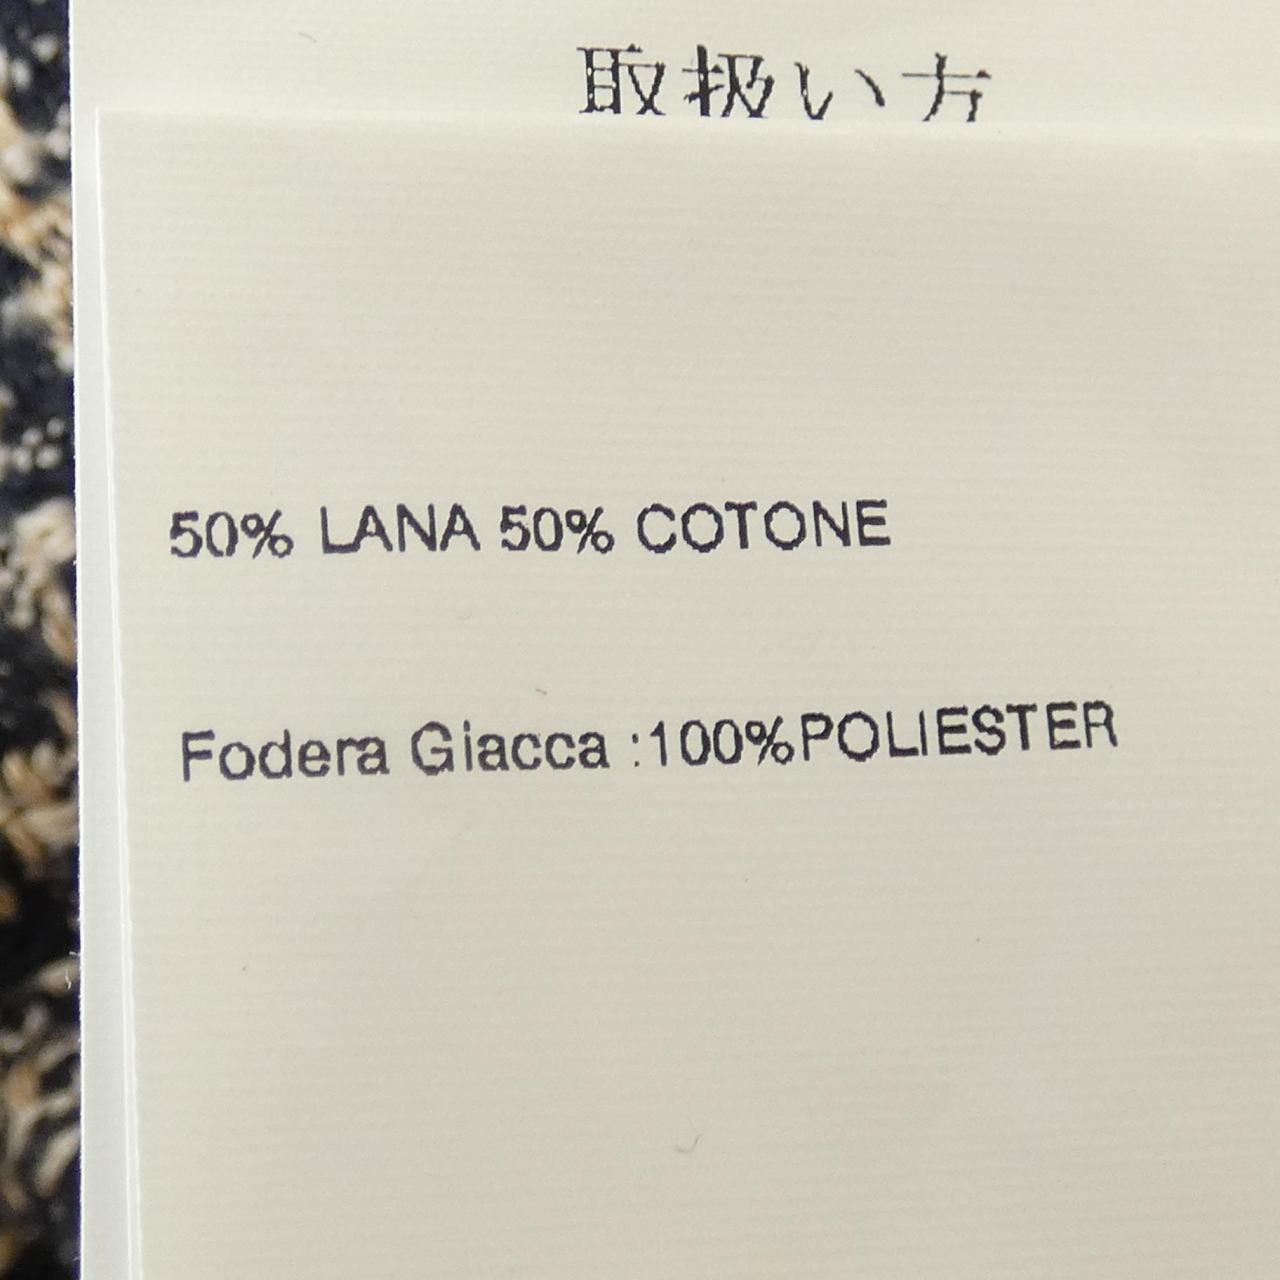 取扱い方
50% LANA 50% COTONE
Fodera Giacca :100%POLIESTER